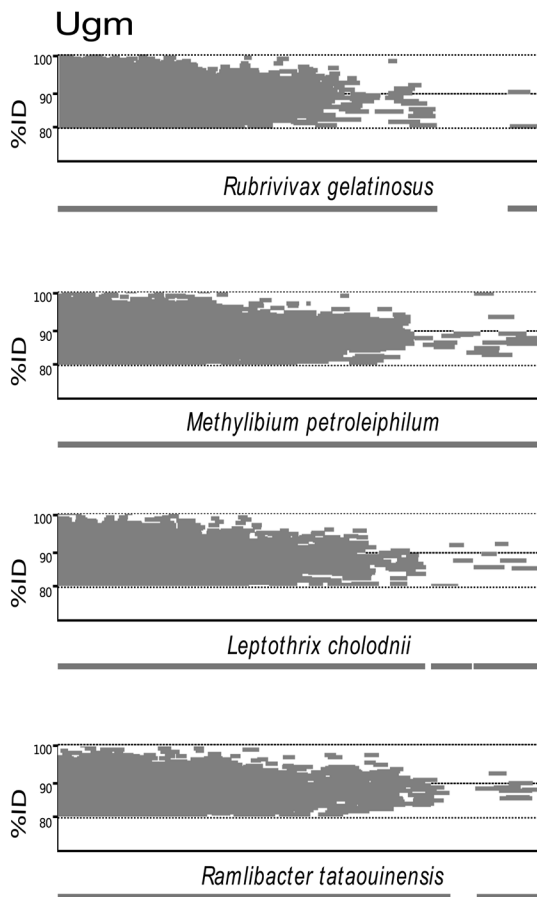 Ugm
100
90
%ID
80
Rubrivivax gelatinosus
100
90
%ID
80
Methylibium petroleiphilum
100
90
%ID
80
Leptothrix cholodnii
100
90
%ID
80
Ramlibacter tataouinensis